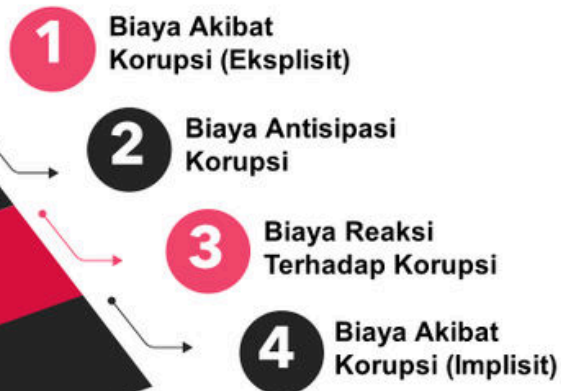 1
Biaya Akibat
Korupsi (Eksplisit)
2
Biaya Antisipasi
Korupsi
3
Biaya Reaksi
Terhadap Korupsi
4
Biaya Akibat
Korupsi (Implisit)